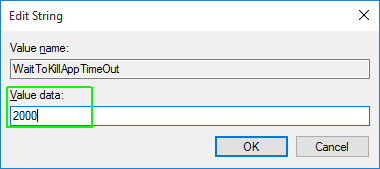 Edit String
Value name:
WaitToKillAppTimeOut
Value data:
2000
OK
Cancel